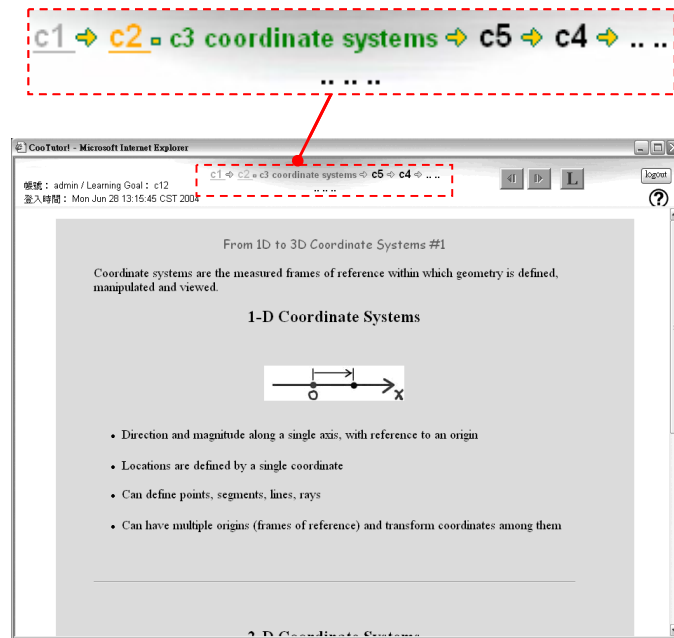 c1 ⇨ c2 c3 coordinate systems ⇨ c5 ⇨ c4 ⇨ .. ..
.. .. ..
CooTutor! - Microsoft Internet Explorer
帳號： admin / Learning Goal： c12
登入時間： Mon Jun 28 13:15:45 CST 2004
c1 ⇨ c2 c3 coordinate systems ⇨ c5 ⇨ c4 ⇨ .. ..
.. .. ..
L
logout
?
From 1D to 3D Coordinate Systems #1
Coordinate systems are the measured frames of reference within which geometry is defined,
manipulated and viewed.
1-D Coordinate Systems
0 X
• Direction and magnitude along a single axis, with reference to an origin
• Locations are defined by a single coordinate
• Can define points, segments, lines, rays
• Can have multiple origins (frames of reference) and transform coordinates among them
2-D Coordinate Systems